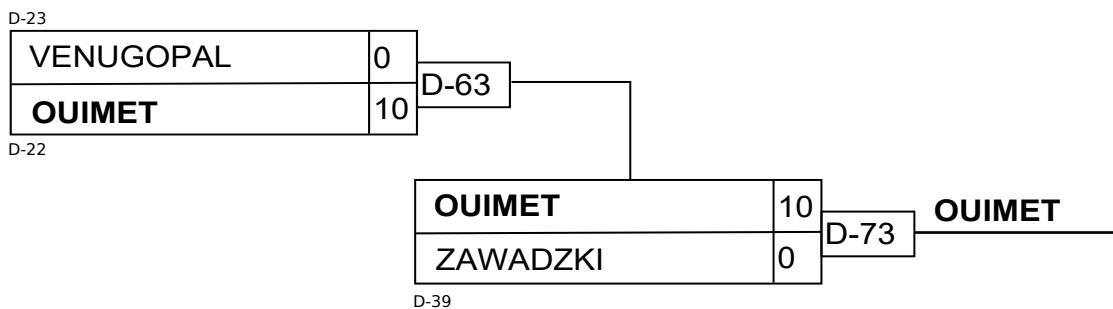 D-23
VENUGOPAL 0
D-63
OUIMET 10
D-22
OUIMET 10
OUIMET
D-73
ZAWADZKI 0
D-39